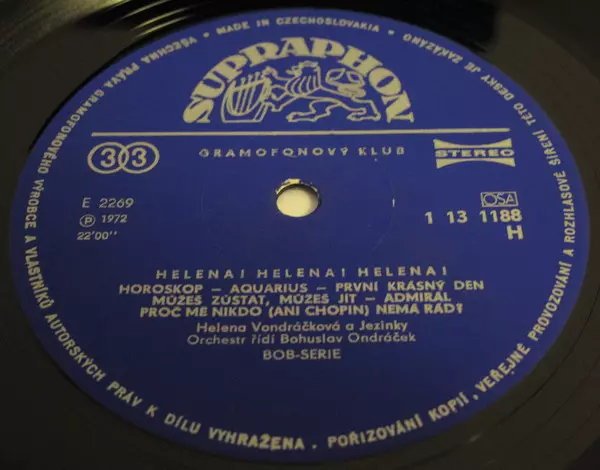 VŠECHNA PRÁVA GRAMOFONOVÉHO VÝROBCE A VLASTNÍKŮ AUTORSKÝCH PRÁV K DÍLU VYHRAŽENA . POŘIZOVÁNÍ KOPIÍ, VEŘEJNÉ PROVOZOVÁNÍ A ROZHLASOVÉ ŠÍŘENÍ TÉTO DESKY JE ZAKÁZÁNO • MADE IN CZECHOSLOVAKIA •
SUPRAPHON
33
GRAMOFONOVÝ KLUB
STEREO
E 2269
Ⓟ 1972
22'00''
OSA
1 13 1188
H
HELENA! HELENA! HELENA!
HOROSKOP – AQUARIUS – PRVNÍ KRÁSNÝ DEN
MŮŽEŠ ZŮSTAT, MŮŽEŠ JÍT – ADMIRÁL
PROČ MĚ NIKDO (ANI CHOPIN) NEMÁ RÁD?
Helena Vondráčková a Jezinky
Orchestr řídí Bohuslav Ondráček
BOB-SERIE